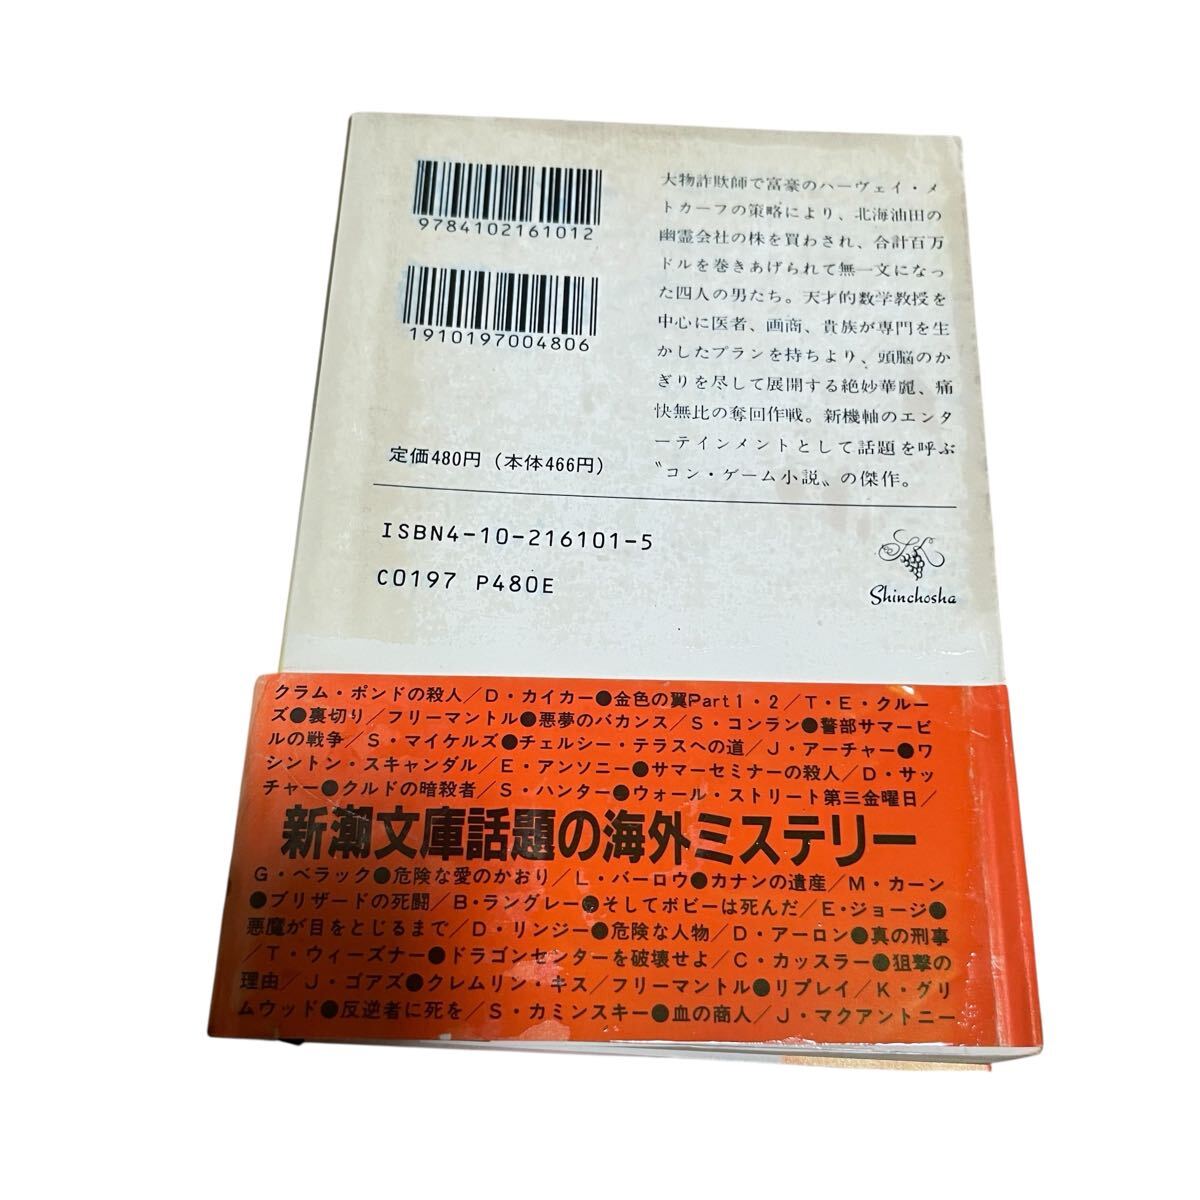 9784102161012
1910197004806
大物詐欺師で富豪のハーヴェイ・メ
トカーフの策略により、北海油田の
幽霊会社の株を買わされ、合計百万
ドルを巻きあげられて無一文になっ
た四人の男たち。天才的数学教授を
中心に医者、画商、貴族が専門を生
かしたプランを持ちより、頭脳のか
ぎりを尽して展開する絶妙華麗、痛
快無比の奪回作戦。新機軸のエンタ
ーテインメントとして話題を呼ぶ
〝コン・ゲーム小説〟の傑作。
定価480円(本体466円)
ISBN4-10-216101-5
C0197 P480E
Shinchosha
クラム・ポンドの殺人／D・カイカー●金色の翼Part1・2／T・E・クルー
ズ●裏切り／フリーマントル●悪夢のバカンス／S・コンラン●警部サマービ
ルの戦争／S・マイケルズ●チェルシー・テラスへの道／J・アーチャー●ワ
シントン・スキャンダル／E・アンソニー●サマーセミナーの殺人／D・サッ
チャー●クルドの暗殺者／S・ハンター●ウォール・ストリート第三金曜日／
新潮文庫話題の海外ミステリー
G・ベラック●危険な愛のかおり／L・バーロウ●カナンの遺産／M・カーン
●ブリザードの死闘／B・ラングレー●そしてボビーは死んだ／E・ジョージ●
悪魔が目をとじるまで／D・リンジー●危険な人物／D・アーロン●真の刑事
／T・ウィーズナー●ドラゴンセンターを破壊せよ／C・カッスラー●狙撃の
理由／J・ゴアズ●クレムリン・キス／フリーマントル●リプレイ／K・グリ
ムウッド●反逆者に死を／S・カミンスキー●血の商人／J・マクアントニー